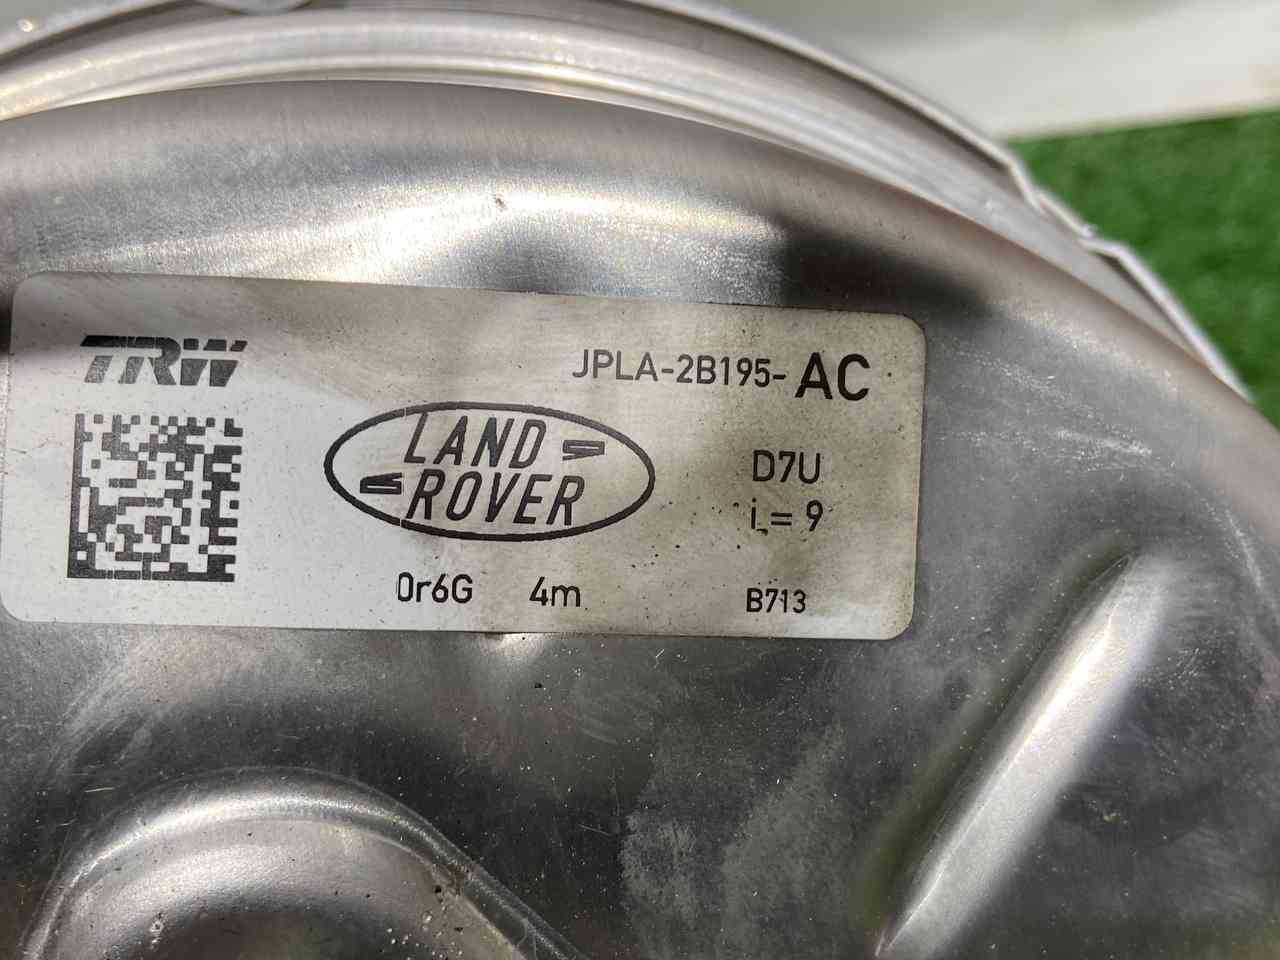 TRW
JPLA-2B195-AC
LAND
ROVER
D7U
i=9
0r6G 4m
B713